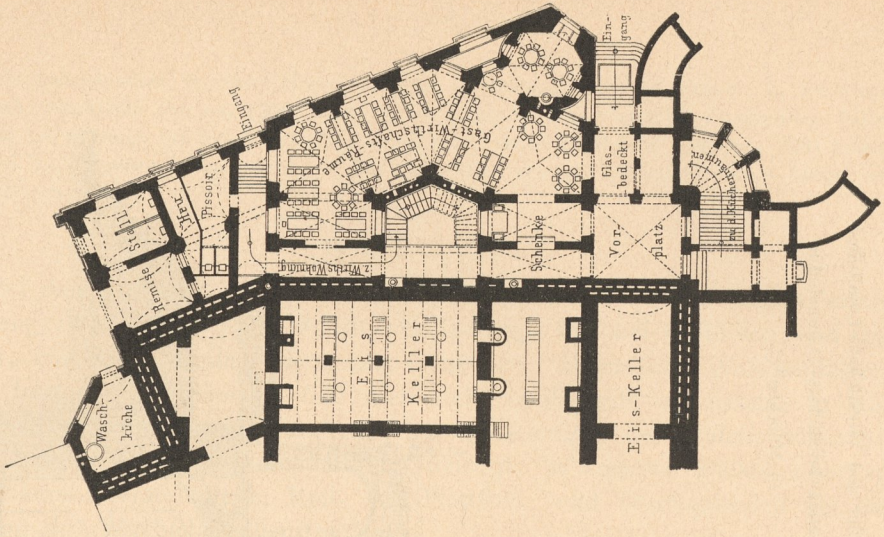 Ein-
gang
Eingang
Gast-Wirthschafts-
Räume
Glas-
bedeckt
Stall
Pissoir
Remise
z. Wirths Wohnung
Schenke
Vor-
platz
zu d.
Eis
Keller
Eis-Keller
Wasch-
küche